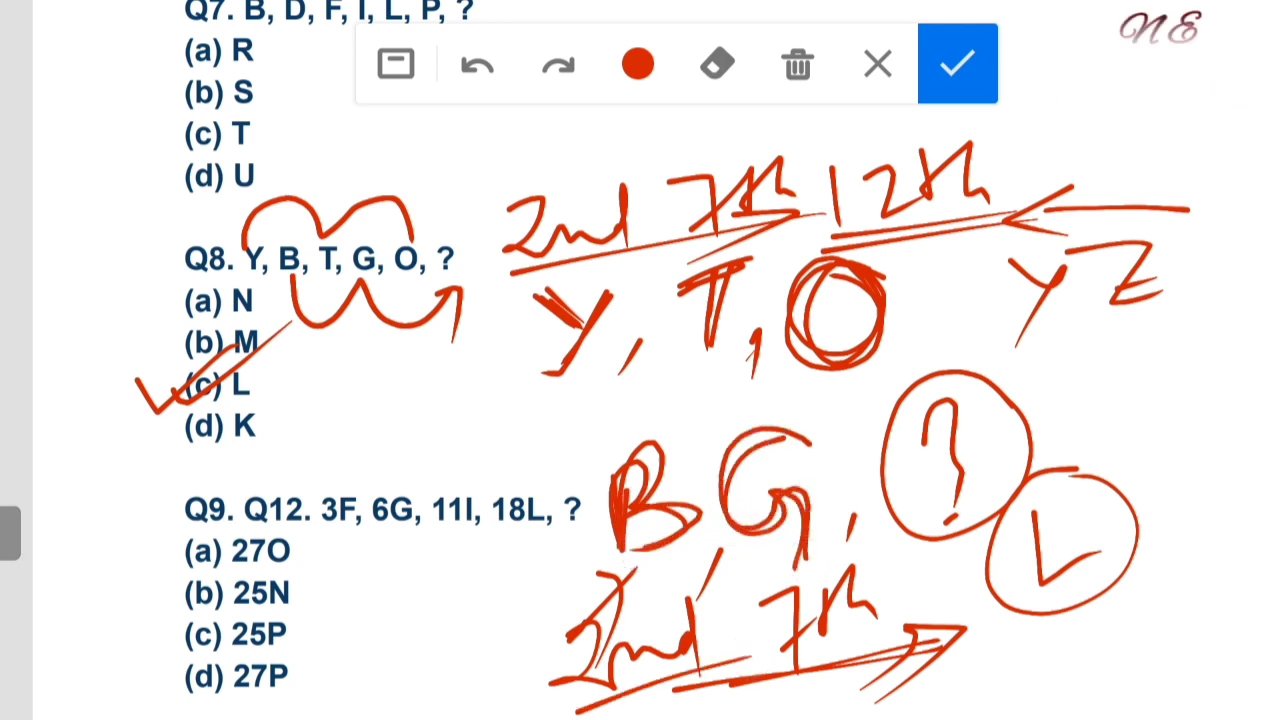 Q7. B, D, F, I, L, P, ?
NE
(a) R
(b) S
(c) T
(d) U
2nd 7th 12th
Q8. Y, B, T, G, O, ?
Y, T, O
Y Z
(a) N
(b) M
(c) L
(d) K
B, G, ?
L
2nd 7th
Q9. Q12. 3F, 6G, 11I, 18L, ?
(a) 27O
(b) 25N
(c) 25P
(d) 27P